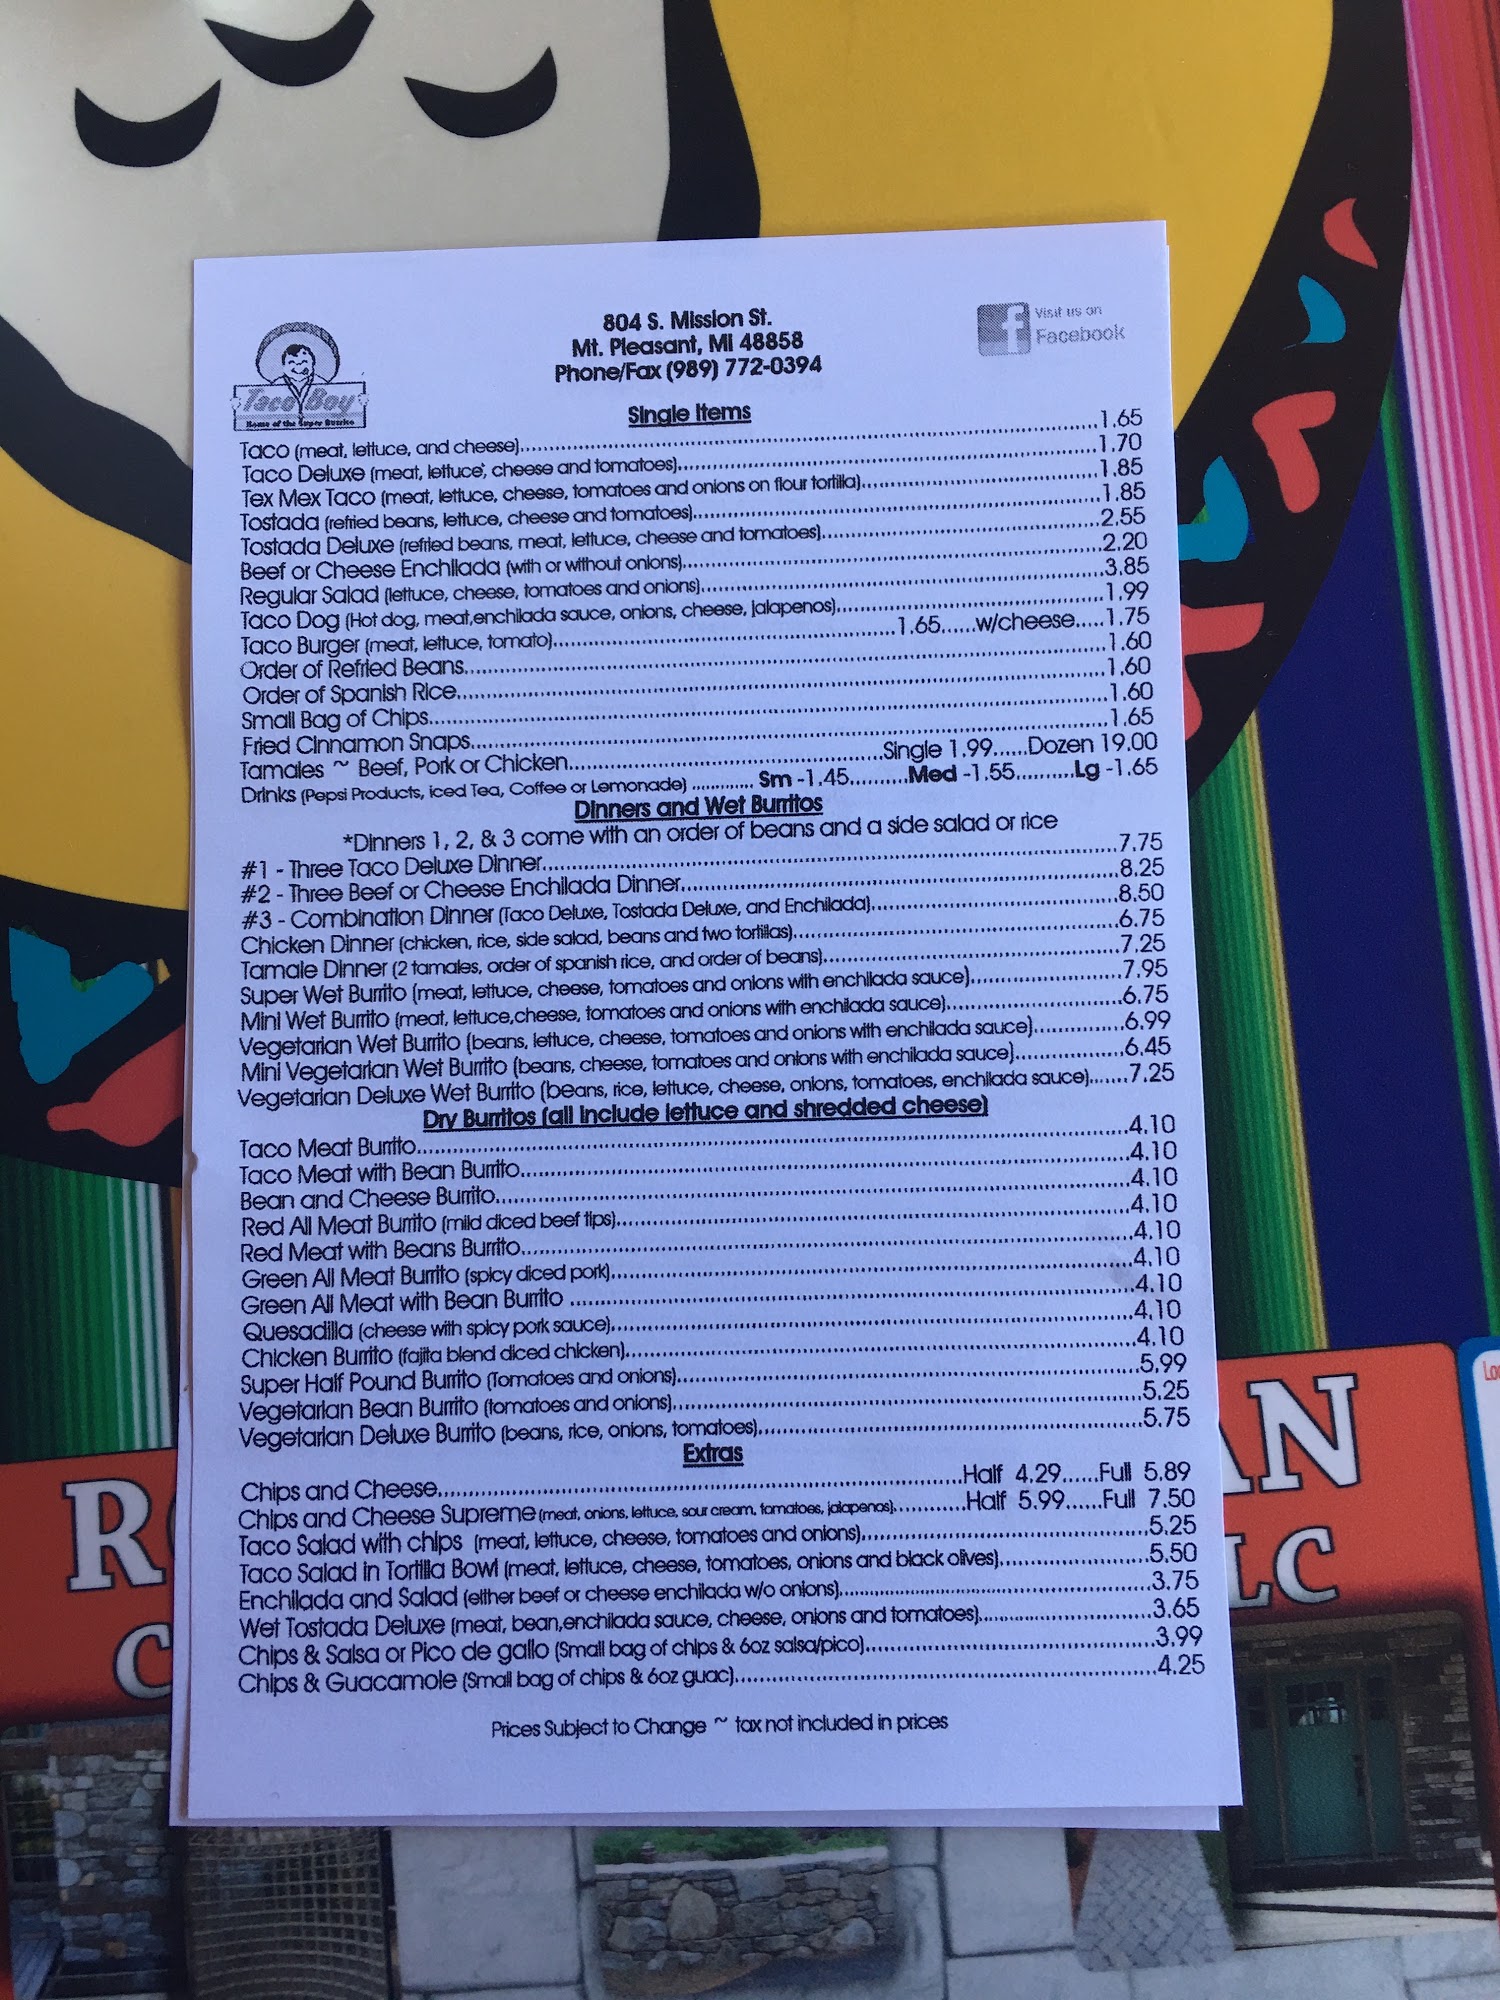 804 S. Mission St.
Mt. Pleasant, MI 48858
Phone/Fax (989) 772-0394
Visit us on
Facebook
Taco Boy
Home of the Super Burrito
Single Items
Taco (meat, lettuce, and cheese)...1.65
Taco Deluxe (meat, lettuce, cheese and tomatoes)...1.70
Tex Mex Taco (meat, lettuce, cheese, tomatoes and onions on flour tortilla)...1.85
Tostada (refried beans, lettuce, cheese and tomatoes)...1.85
Tostada Deluxe (refried beans, meat, lettuce, cheese and tomatoes)...2.55
Beef or Cheese Enchilada (with or without onions)...2.20
Regular Salad (lettuce, cheese, tomatoes and onions)...3.85
Taco Dog (Hot dog, meat,enchilada sauce, onions, cheese, jalapenos)...1.99
Taco Burger (meat, lettuce, tomato)...1.65......w/cheese.....1.75
Order of Refried Beans...1.60
Order of Spanish Rice...1.60
Small Bag of Chips...1.60
Fried Cinnamon Snaps...1.65
Tamales ~ Beef, Pork or Chicken...Single 1.99......Dozen 19.00
Drinks (Pepsi Products, Iced Tea, Coffee or Lemonade) ............. Sm -1.45..........Med -1.55..........Lg -1.65
Dinners and Wet Burritos
*Dinners 1, 2, & 3 come with an order of beans and a side salad or rice
#1 - Three Taco Deluxe Dinner...7.75
#2 - Three Beef or Cheese Enchilada Dinner...8.25
#3 - Combination Dinner (Taco Deluxe, Tostada Deluxe, and Enchilada)...8.50
Chicken Dinner (chicken, rice, side salad, beans and two tortillas)...6.75
Tamale Dinner (2 tamales, order of spanish rice, and order of beans)...7.25
Super Wet Burrito (meat, lettuce, cheese, tomatoes and onions with enchilada sauce)...7.95
Mini Wet Burrito (meat, lettuce,cheese, tomatoes and onions with enchilada sauce)...6.75
Vegetarian Wet Burrito (beans, lettuce, cheese, tomatoes and onions with enchilada sauce)...6.99
Mini Vegetarian Wet Burrito (beans, cheese, tomatoes and onions with enchilada sauce)...6.45
Vegetarian Deluxe Wet Burrito (beans, rice, lettuce, cheese, onions, tomatoes, enchilada sauce)...7.25
Dry Burritos (all include lettuce and shredded cheese)
Taco Meat Burrito...4.10
Taco Meat with Bean Burrito...4.10
Bean and Cheese Burrito...4.10
Red All Meat Burrito (mild diced beef tips)...4.10
Red Meat with Beans Burrito...4.10
Green All Meat Burrito (spicy diced pork)...4.10
Green All Meat with Bean Burrito ...4.10
Quesadilla (cheese with spicy pork sauce)...4.10
Chicken Burrito (fajita blend diced chicken)...4.10
Super Half Pound Burrito (Tomatoes and onions)...5.99
Vegetarian Bean Burrito (tomatoes and onions)...5.25
Vegetarian Deluxe Burrito (beans, rice, onions, tomatoes)...5.75
Extras
Chips and Cheese...Half 4.29......Full 5.89
Chips and Cheese Supreme (meat, onions, lettuce, sour cream, tomatoes, jalapenos)...Half 5.99......Full 7.50
Taco Salad with chips (meat, lettuce, cheese, tomatoes and onions)...5.25
Taco Salad in Tortilla Bowl (meat, lettuce, cheese, tomatoes, onions and black olives)...5.50
Enchilada and Salad (either beef or cheese enchilada w/o onions)...3.75
Wet Tostada Deluxe (meat, bean,enchilada sauce, cheese, onions and tomatoes)...3.65
Chips & Salsa or Pico de gallo (Small bag of chips & 6oz salsa/pico)...3.99
Chips & Guacamole (Small bag of chips & 6oz guac)...4.25
Prices Subject to Change ~ tax not included in prices